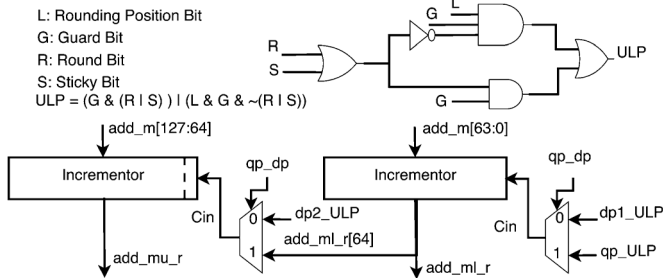 L: Rounding Position Bit
G: Guard Bit
R: Round Bit
S: Sticky Bit
ULP = (G & (R | S) ) | (L & G & ~(R | S))
L
G
R
S
G
ULP
add_m[127:64]
add_m[63:0]
Incrementor
qp_dp
Incrementor
qp_dp
Cin
0
dp2_ULP
Cin
0
dp1_ULP
1
add_ml_r[64]
1
qp_ULP
add_mu_r
add_ml_r